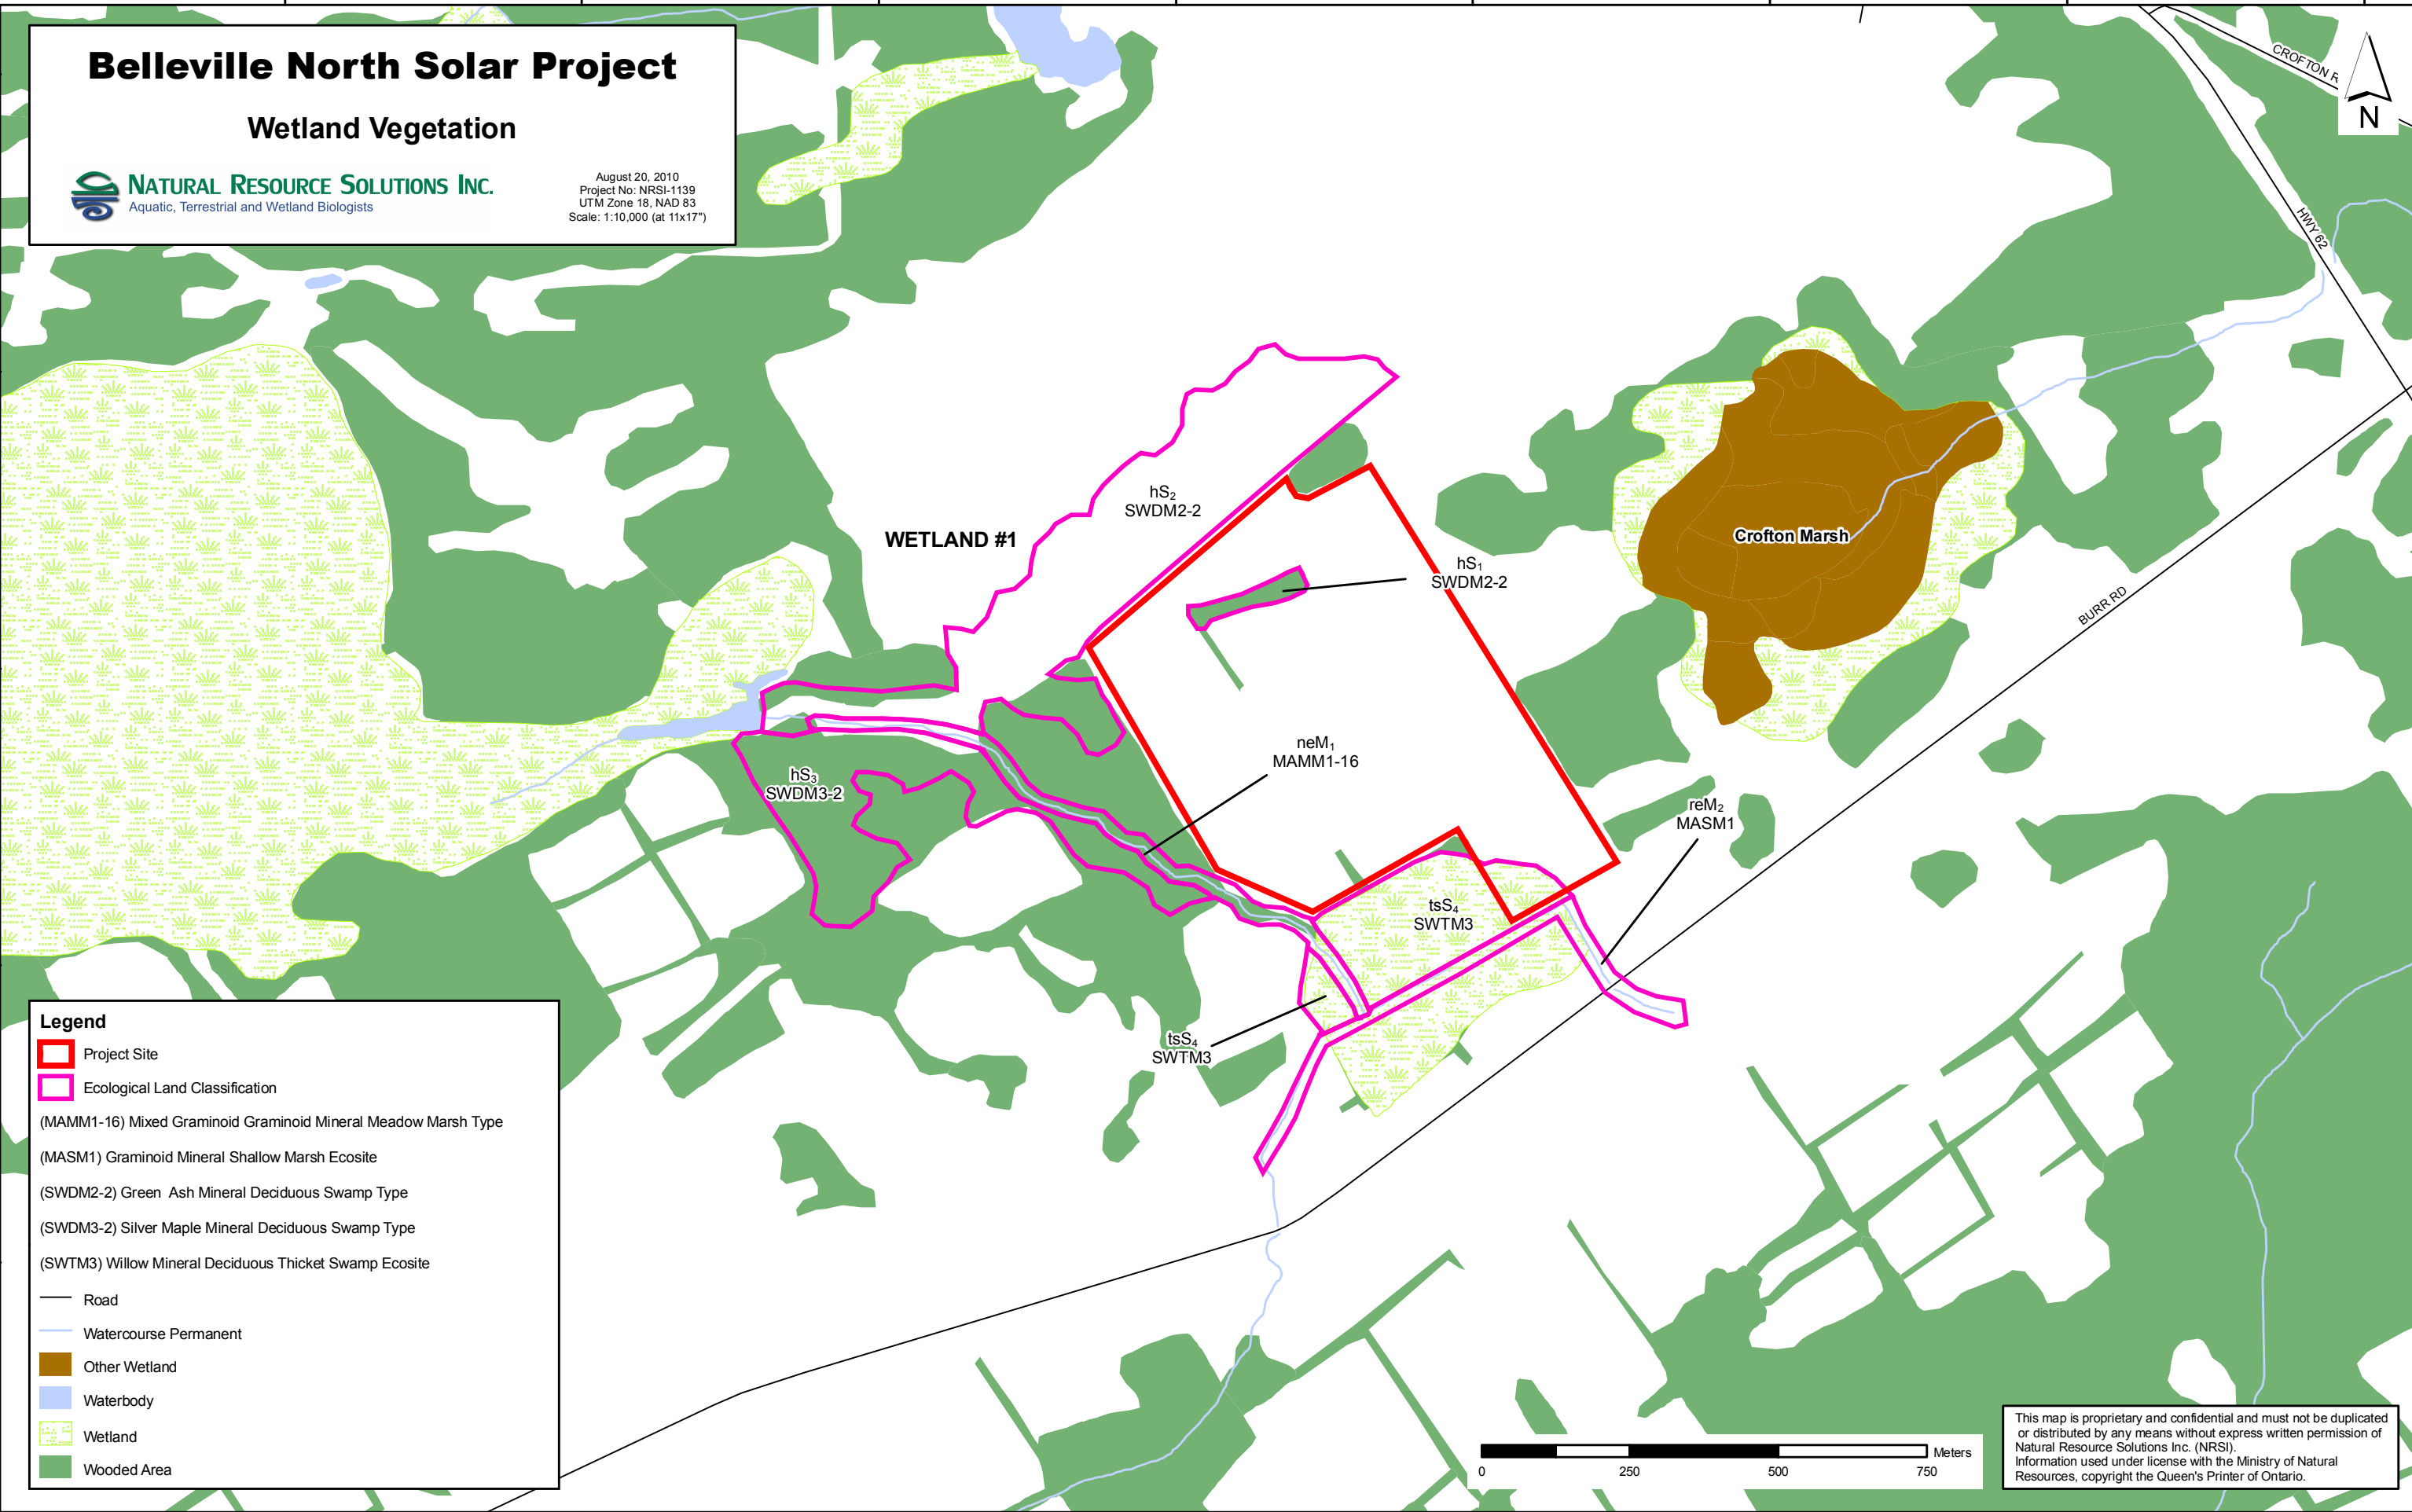 Belleville North Solar Project
Wetland Vegetation
NATURAL RESOURCE SOLUTIONS INC.
Aquatic, Terrestrial and Wetland Biologists
August 20, 2010
Project No: NRSI-1139
UTM Zone 18, NAD 83
Scale: 1:10,000 (at 11x17")
CROFTON R
N
HWY 62
hS₂
SWDM2-2
WETLAND #1
hS₁
SWDM2-2
Crofton Marsh
BURR RD
neM₁
MAMM1-16
hS₃
SWDM3-2
reM₂
MASM1
tsS₄
SWTM3
tsS₄
SWTM3
Legend
Project Site
Ecological Land Classification
(MAMM1-16) Mixed Graminoid Graminoid Mineral Meadow Marsh Type
(MASM1) Graminoid Mineral Shallow Marsh Ecosite
(SWDM2-2) Green Ash Mineral Deciduous Swamp Type
(SWDM3-2) Silver Maple Mineral Deciduous Swamp Type
(SWTM3) Willow Mineral Deciduous Thicket Swamp Ecosite
Road
Watercourse Permanent
Other Wetland
Waterbody
Wetland
Wooded Area
Meters
0 250 500 750
This map is proprietary and confidential and must not be duplicated
or distributed by any means without express written permission of
Natural Resource Solutions Inc. (NRSI).
Information used under license with the Ministry of Natural
Resources, copyright the Queen's Printer of Ontario.